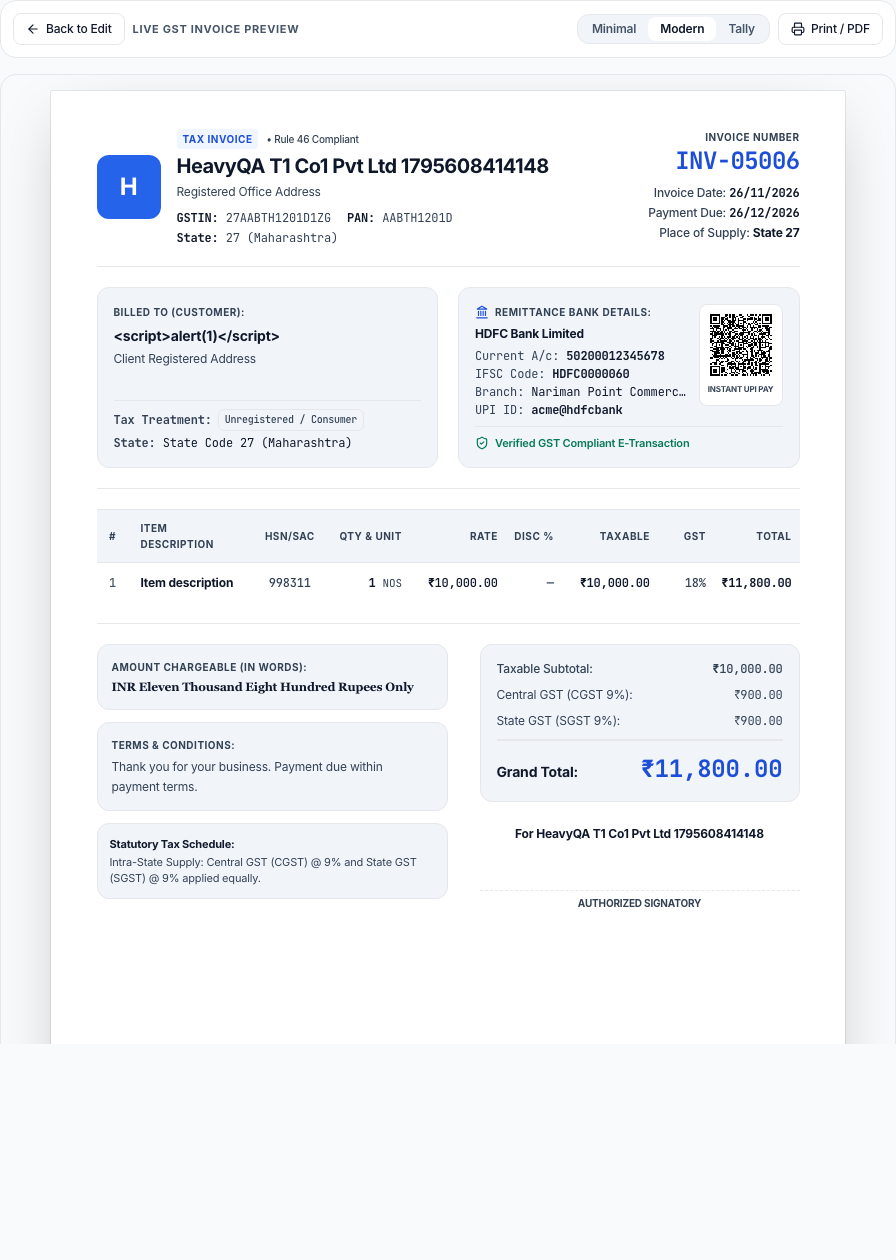 Back to Edit
LIVE GST INVOICE PREVIEW
Minimal
Modern
Tally
Print / PDF
H
TAX INVOICE • Rule 46 Compliant
HeavyQA T1 Co1 Pvt Ltd 1795608414148
Registered Office Address
GSTIN: 27AABTH1201D1ZG PAN: AABTH1201D
State: 27 (Maharashtra)
INVOICE NUMBER
INV-05006
Invoice Date: 26/11/2026
Payment Due: 26/12/2026
Place of Supply: State 27
BILLED TO (CUSTOMER):
<script>alert(1)</script>
Client Registered Address
Tax Treatment: Unregistered / Consumer
State: State Code 27 (Maharashtra)
REMITTANCE BANK DETAILS:
HDFC Bank Limited
Current A/c: 50200012345678
IFSC Code: HDFC0000060
Branch: Nariman Point Commerc…
UPI ID: acme@hdfcbank
INSTANT UPI PAY
Verified GST Compliant E-Transaction
# ITEM DESCRIPTION HSN/SAC QTY & UNIT RATE DISC % TAXABLE GST TOTAL
1 Item description 998311 1 NOS ₹10,000.00 — ₹10,000.00 18% ₹11,800.00
AMOUNT CHARGEABLE (IN WORDS):
INR Eleven Thousand Eight Hundred Rupees Only
TERMS & CONDITIONS:
Thank you for your business. Payment due within
payment terms.
Statutory Tax Schedule:
Intra-State Supply: Central GST (CGST) @ 9% and State GST
(SGST) @ 9% applied equally.
Taxable Subtotal: ₹10,000.00
Central GST (CGST 9%): ₹900.00
State GST (SGST 9%): ₹900.00
Grand Total: ₹11,800.00
For HeavyQA T1 Co1 Pvt Ltd 1795608414148
AUTHORIZED SIGNATORY